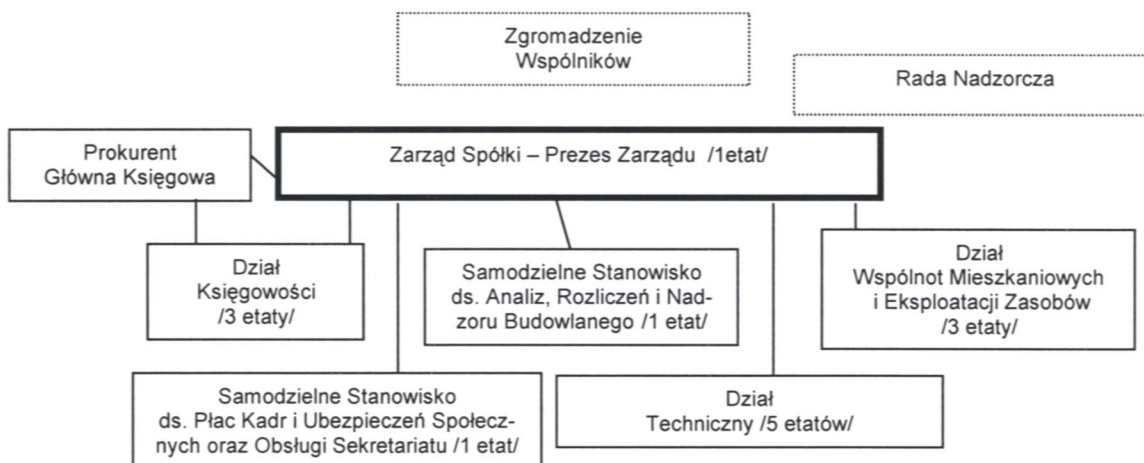 Zgromadzenie
Wspólników
Rada Nadzorcza
Prokurent
Główna Księgowa
Zarząd Spółki – Prezes Zarządu /1etat/
Dział
Księgowości
/3 etaty/
Samodzielne Stanowisko
ds. Analiz, Rozliczeń i Nad-
zoru Budowlanego /1 etat/
Dział
Wspólnot Mieszkaniowych
i Eksploatacji Zasobów
/3 etaty/
Samodzielne Stanowisko
ds. Płac Kadr i Ubezpieczeń Społecz-
nych oraz Obsługi Sekretariatu /1 etat/
Dział
Techniczny /5 etatów/